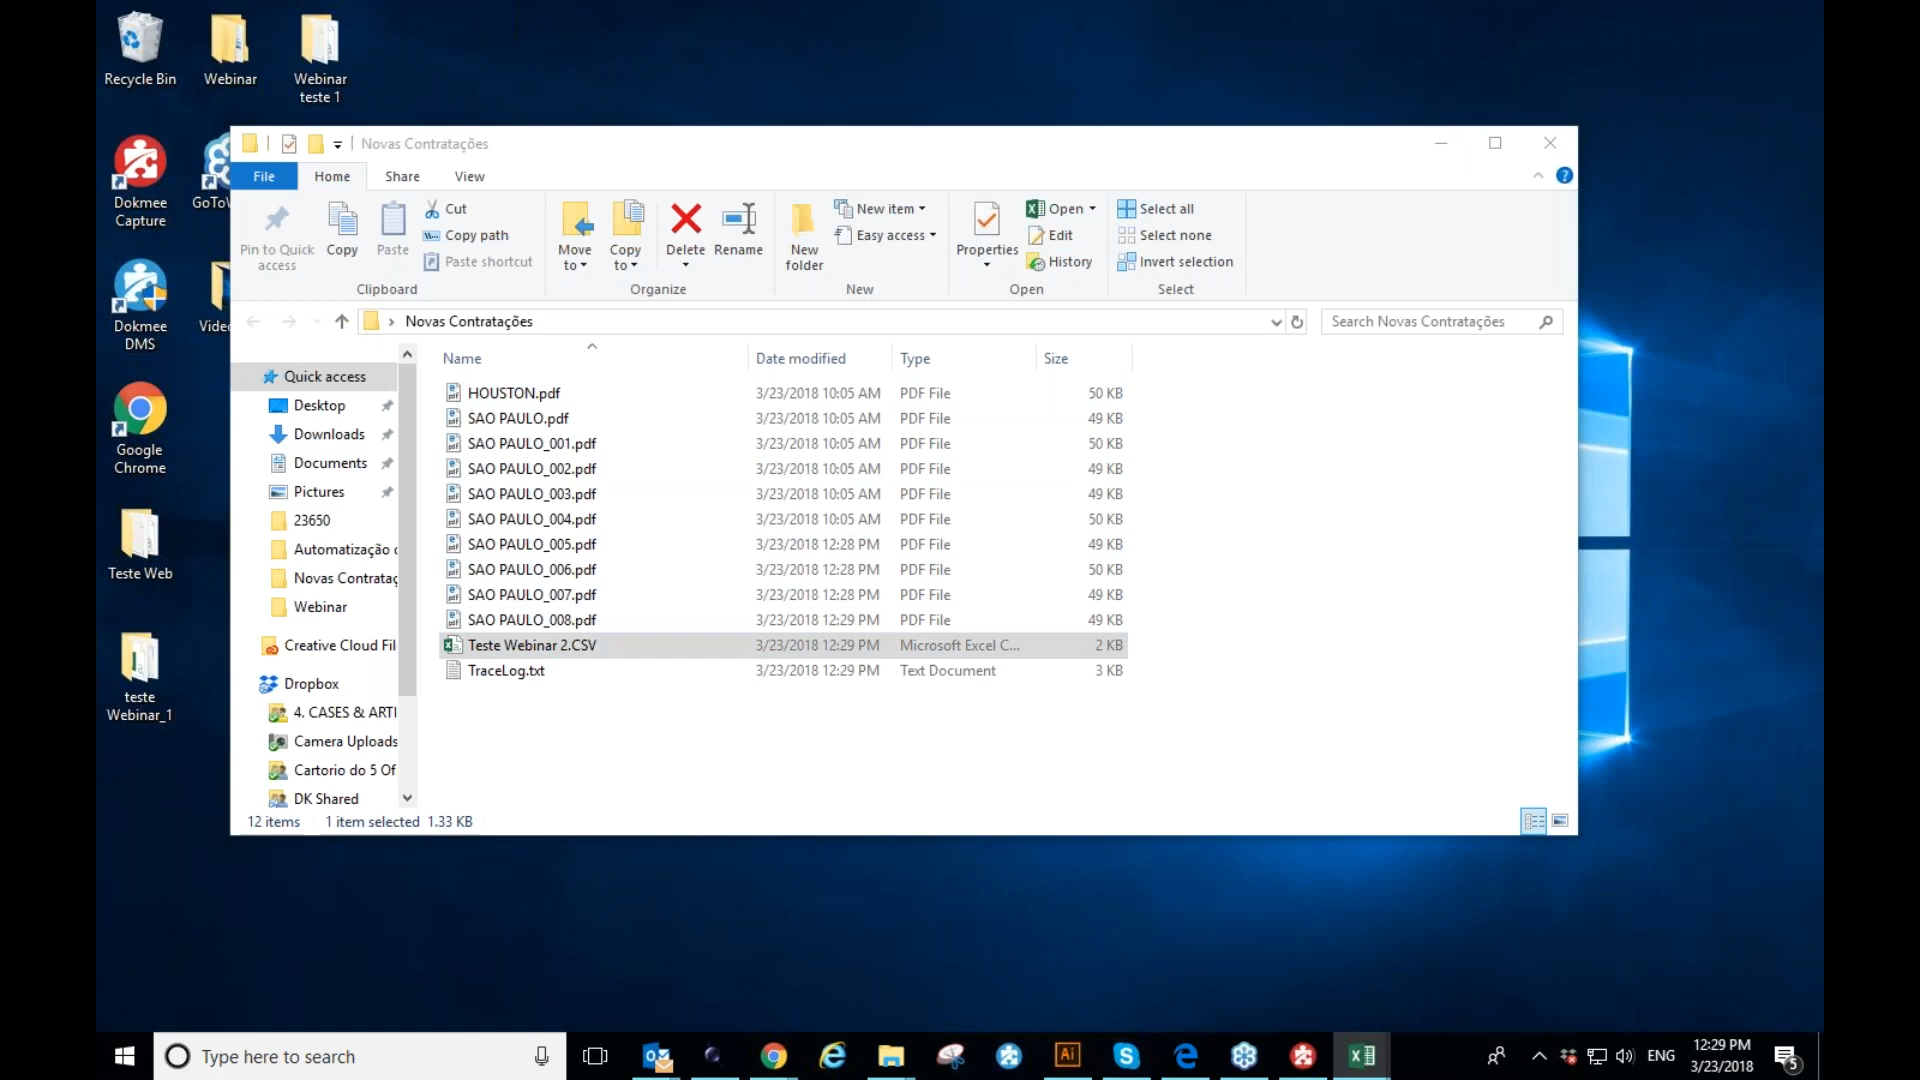 Recycle Bin
Webinar
Webinar
teste 1
Dokmee
Capture
Dokmee
DMS
Google
Chrome
Teste Web
teste
Webinar_1
Novas Contratações
File Home Share View
Pin to Quick
access
Copy
Paste
Cut
Copy path
Paste shortcut
Clipboard
Move
to
Copy
to
Delete
Rename
Organize
New
folder
New item
Easy access
New
Properties
Open
Edit
History
Open
Select all
Select none
Invert selection
Select
Novas Contratações
Search Novas Contratações
Quick access
Desktop
Downloads
Documents
Pictures
23650
Automatização
Novas Contrata
Webinar
Creative Cloud Fil
Dropbox
4. CASES & ARTI
Camera Uploads
Cartorio do 5 Of
DK Shared
Name Date modified Type Size
HOUSTON.pdf 3/23/2018 10:05 AM PDF File 50 KB
SAO PAULO.pdf 3/23/2018 10:05 AM PDF File 49 KB
SAO PAULO_001.pdf 3/23/2018 10:05 AM PDF File 50 KB
SAO PAULO_002.pdf 3/23/2018 10:05 AM PDF File 49 KB
SAO PAULO_003.pdf 3/23/2018 10:05 AM PDF File 49 KB
SAO PAULO_004.pdf 3/23/2018 10:05 AM PDF File 50 KB
SAO PAULO_005.pdf 3/23/2018 12:28 PM PDF File 49 KB
SAO PAULO_006.pdf 3/23/2018 12:28 PM PDF File 50 KB
SAO PAULO_007.pdf 3/23/2018 12:28 PM PDF File 49 KB
SAO PAULO_008.pdf 3/23/2018 12:29 PM PDF File 49 KB
Teste Webinar 2.CSV 3/23/2018 12:29 PM Microsoft Excel C... 2 KB
TraceLog.txt 3/23/2018 12:29 PM Text Document 3 KB
12 items 1 item selected 1.33 KB
Type here to search
Ai
ENG
12:29 PM
3/23/2018
5